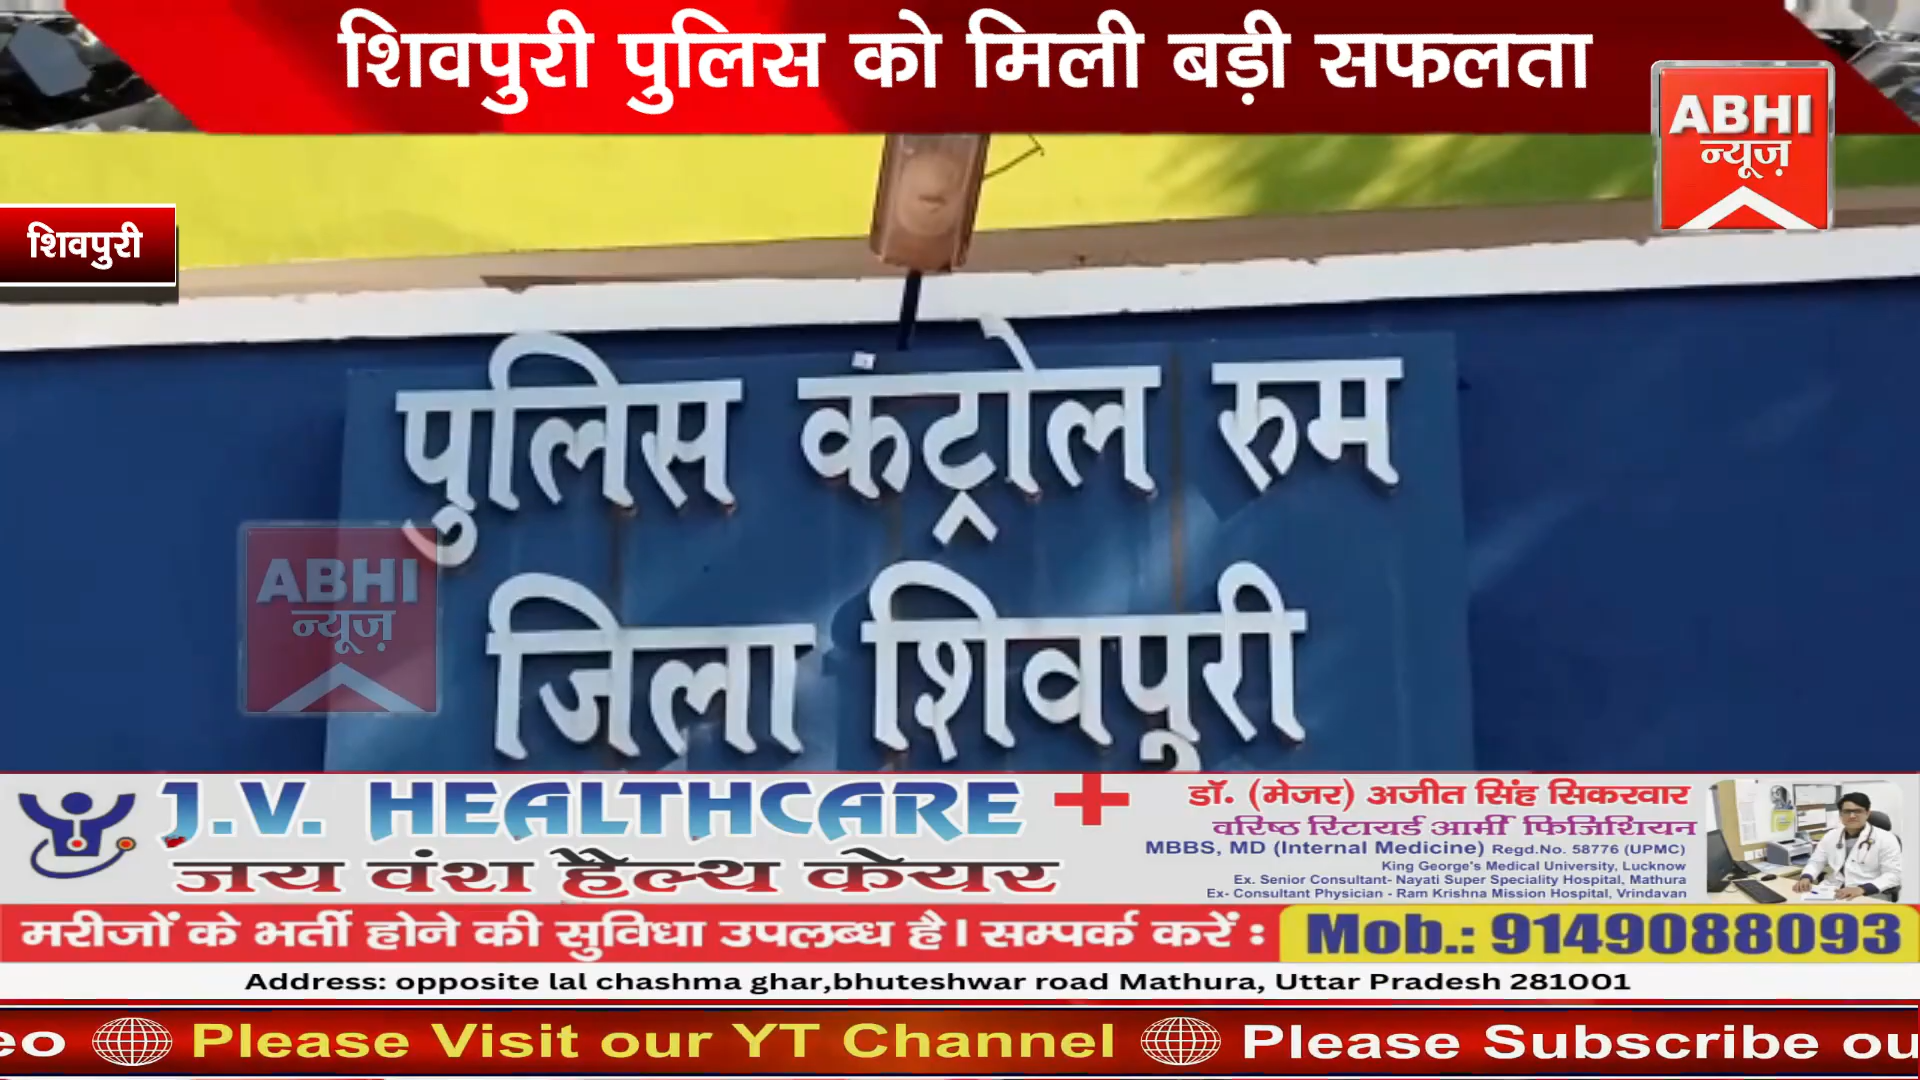 शिवपुरी पुलिस को मिली बड़ी सफलता
ABHI
न्यूज़
शिवपुरी
पुलिस कंट्रोल रुम
जिला शिवपुरी
ABHI
न्यूज़
J.V. HEALTHCARE
जय वंश हैल्थ केयर
डॉ. (मेजर) अजीत सिंह सिकरवार
वरिष्ठ रिटायर्ड आर्मी फिजिशियन
MBBS, MD (Internal Medicine) Regd.No. 58776 (UPMC)
King George's Medical University, Lucknow
Ex. Senior Consultant- Nayati Super Speciality Hospital, Mathura
Ex- Consultant Physician - Ram Krishna Mission Hospital, Vrindavan
मरीजों के भर्ती होने की सुविधा उपलब्ध है। सम्पर्क करें : Mob.: 9149088093
Address: opposite lal chashma ghar,bhuteshwar road Mathura, Uttar Pradesh 281001
eo Please Visit our YT Channel Please Subscribe ou